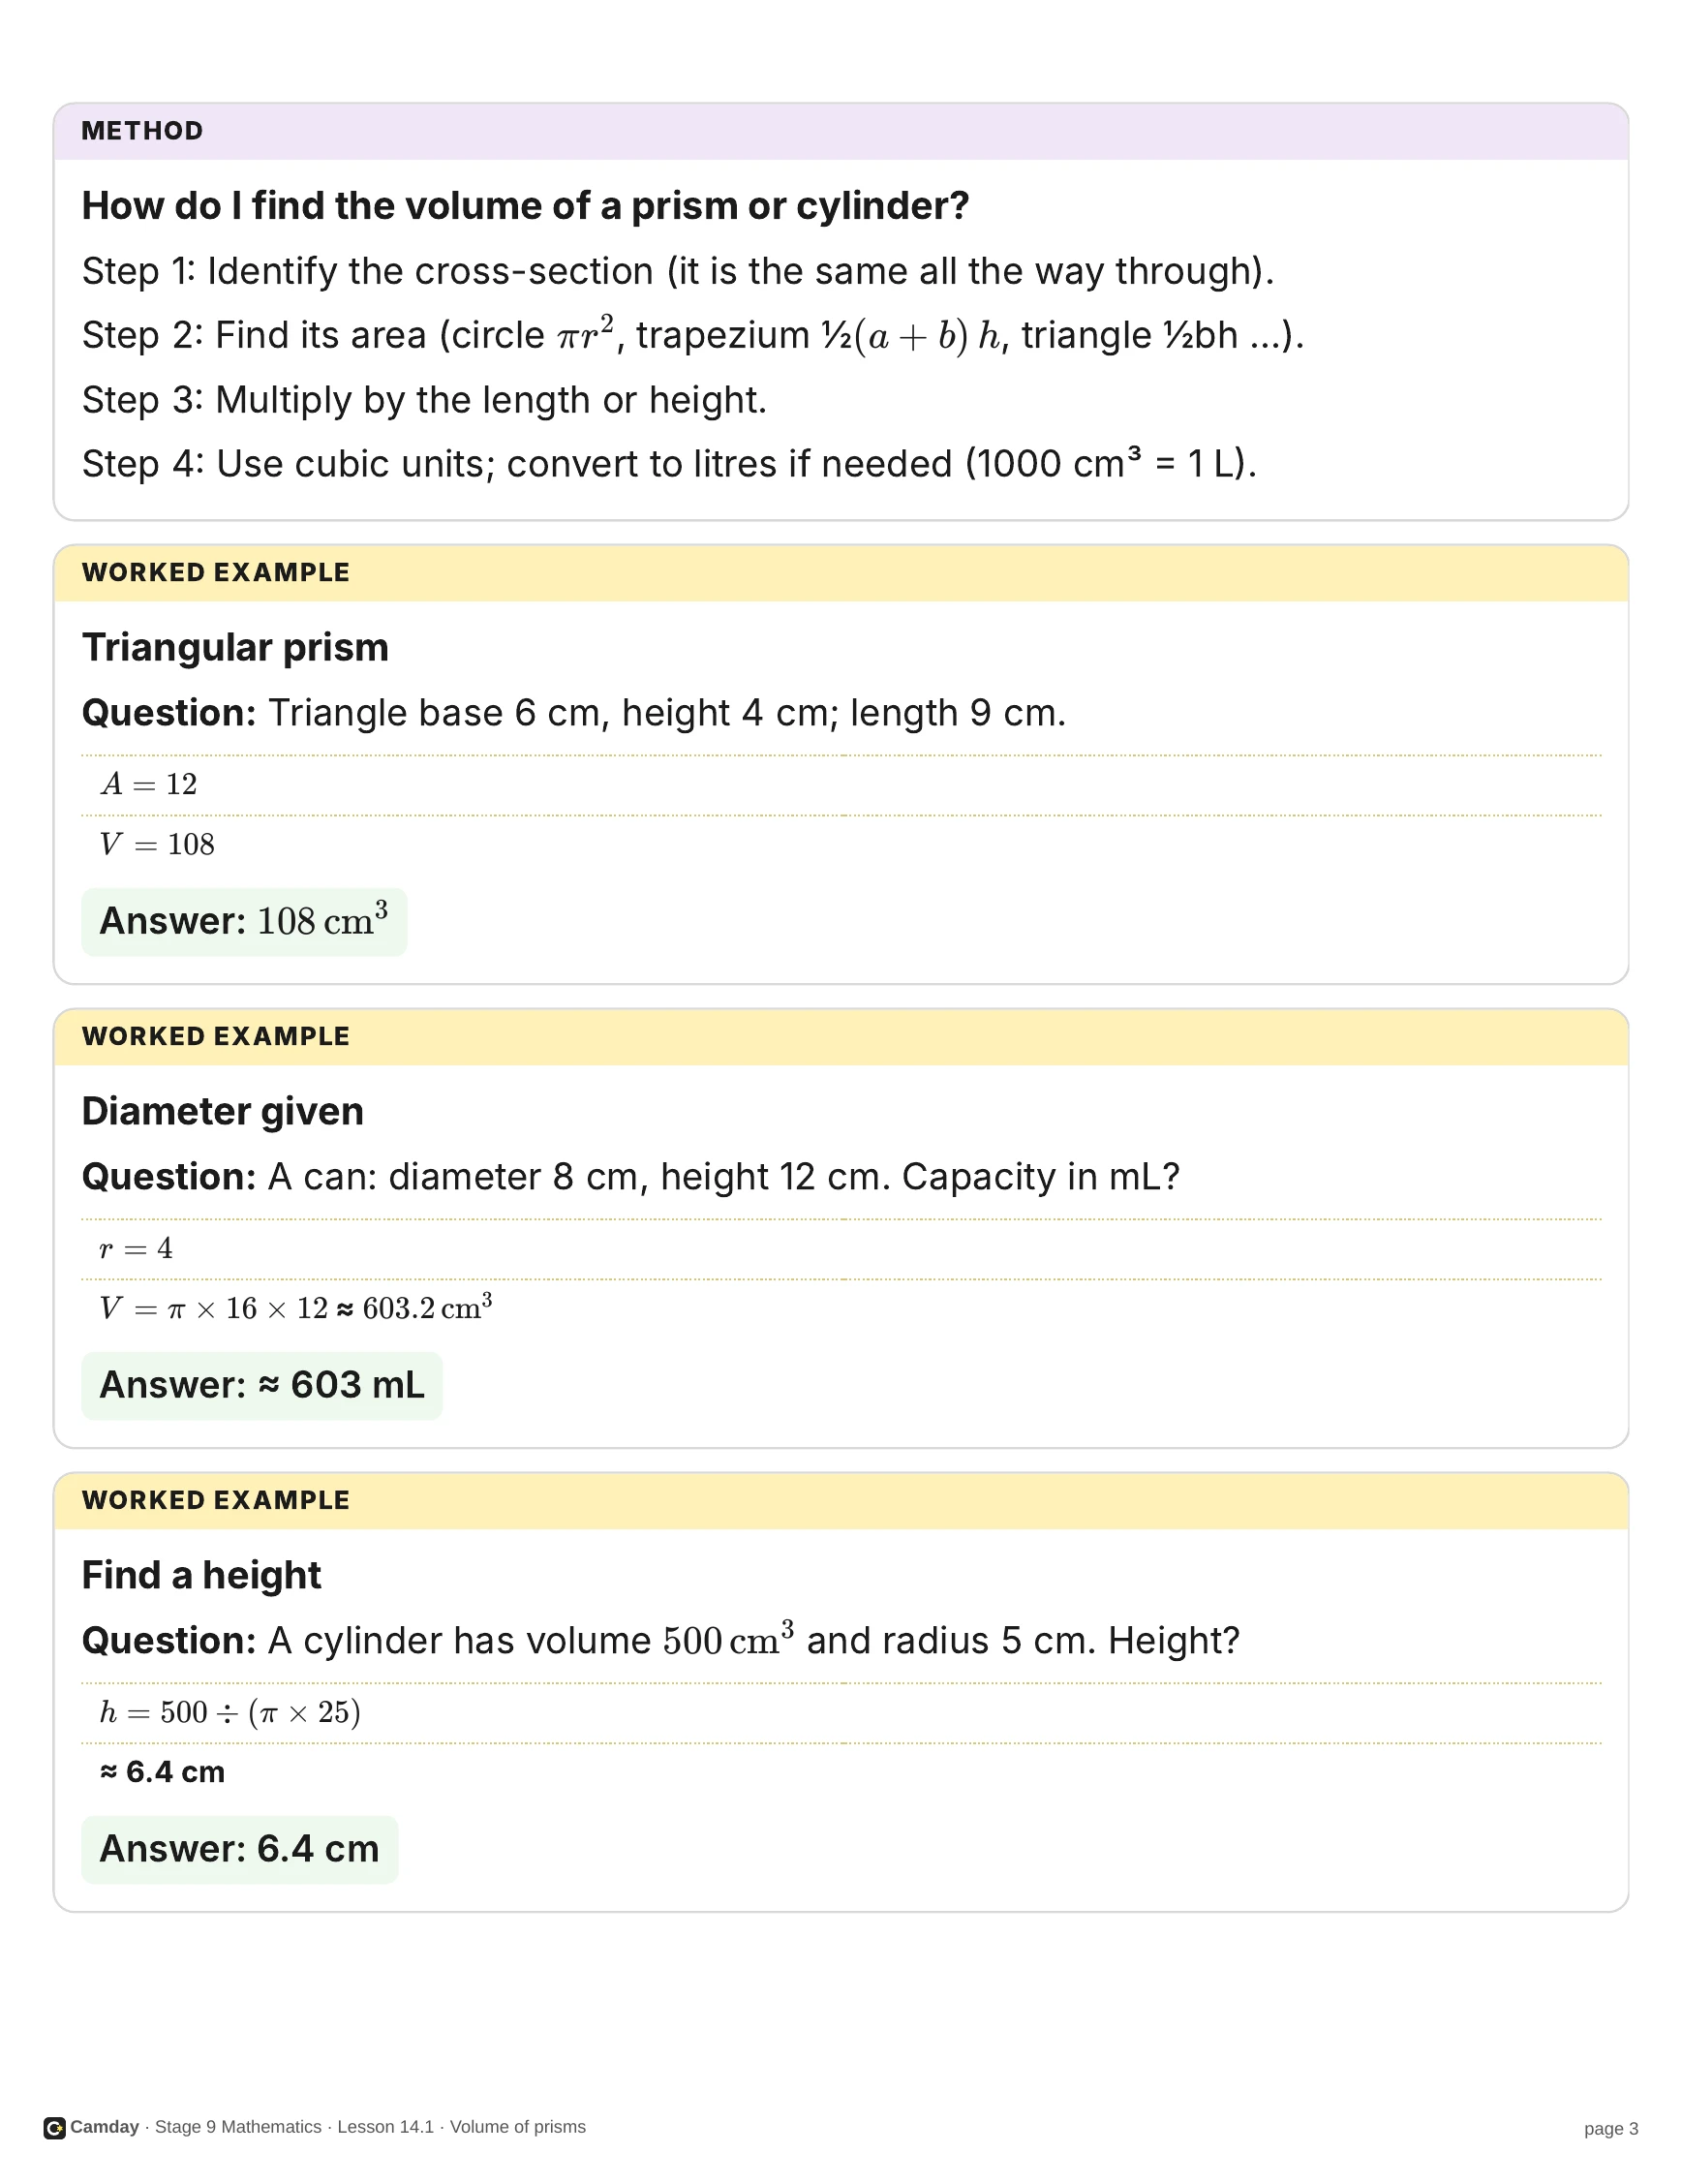 METHOD
How do I find the volume of a prism or cylinder?
Step 1: Identify the cross-section (it is the same all the way through).
Step 2: Find its area (circle πr², trapezium ½(a + b) h, triangle ½bh ...).
Step 3: Multiply by the length or height.
Step 4: Use cubic units; convert to litres if needed (1000 cm³ = 1 L).
WORKED EXAMPLE
Triangular prism
Question: Triangle base 6 cm, height 4 cm; length 9 cm.
A = 12
V = 108
Answer: 108 cm³
WORKED EXAMPLE
Diameter given
Question: A can: diameter 8 cm, height 12 cm. Capacity in mL?
r = 4
V = π × 16 × 12 ≈ 603.2 cm³
Answer: ≈ 603 mL
WORKED EXAMPLE
Find a height
Question: A cylinder has volume 500 cm³ and radius 5 cm. Height?
h = 500 ÷ (π × 25)
≈ 6.4 cm
Answer: 6.4 cm
Camday · Stage 9 Mathematics · Lesson 14.1 · Volume of prisms
page 3